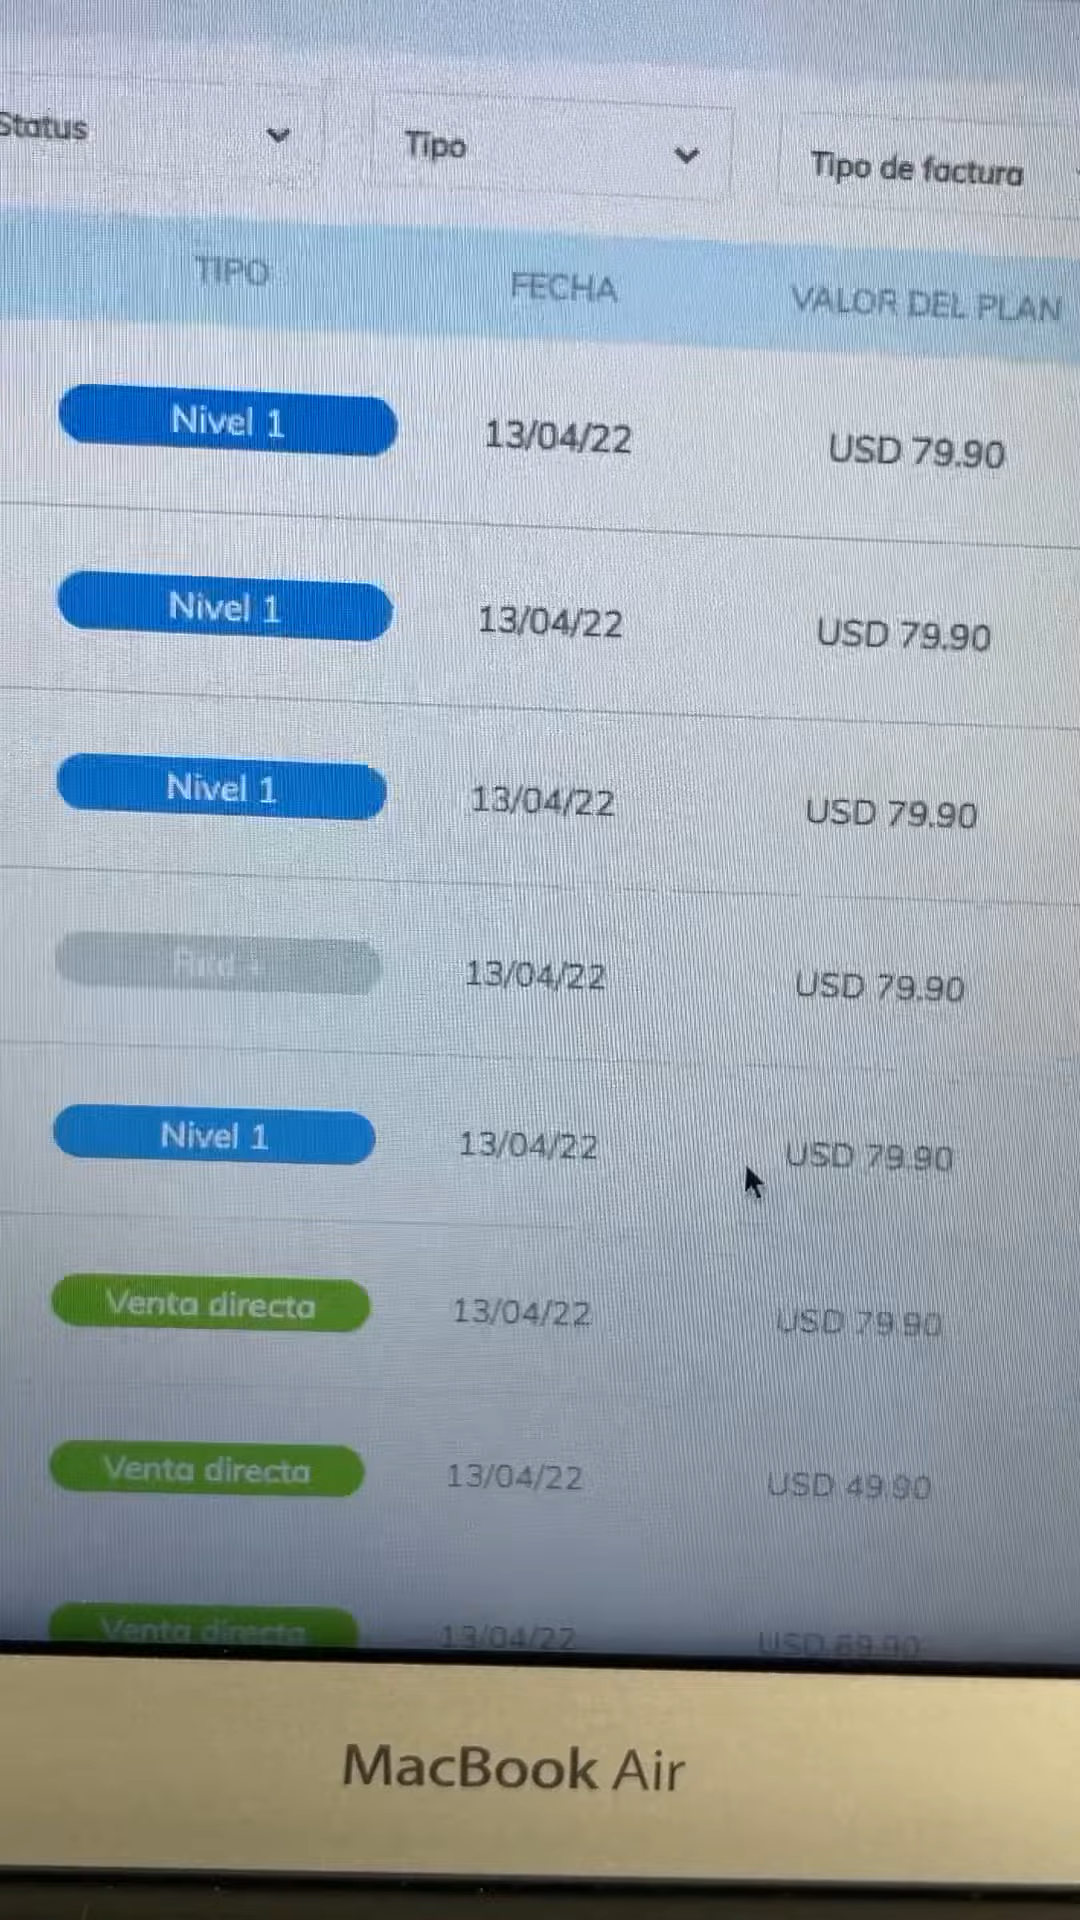 Status
Tipo
Tipo de factura
TIPO FECHA VALOR DEL PLAN
Nivel 1 13/04/22 USD 79.90
Nivel 1 13/04/22 USD 79.90
Nivel 1 13/04/22 USD 79.90
13/04/22 USD 79.90
Nivel 1 13/04/22 USD 79.90
Venta directa 13/04/22 USD 79.90
Venta directa 13/04/22 USD 49.90
Venta directa 13/04/22 USD
MacBook Air